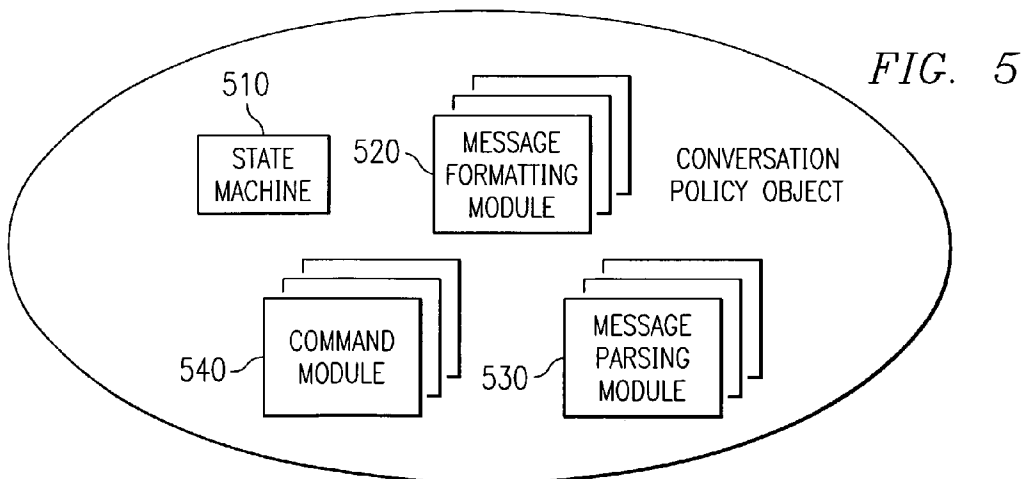 FIG. 5
510
STATE
MACHINE
520
MESSAGE
FORMATTING
MODULE
CONVERSATION
POLICY OBJECT
540
COMMAND
MODULE
530
MESSAGE
PARSING
MODULE